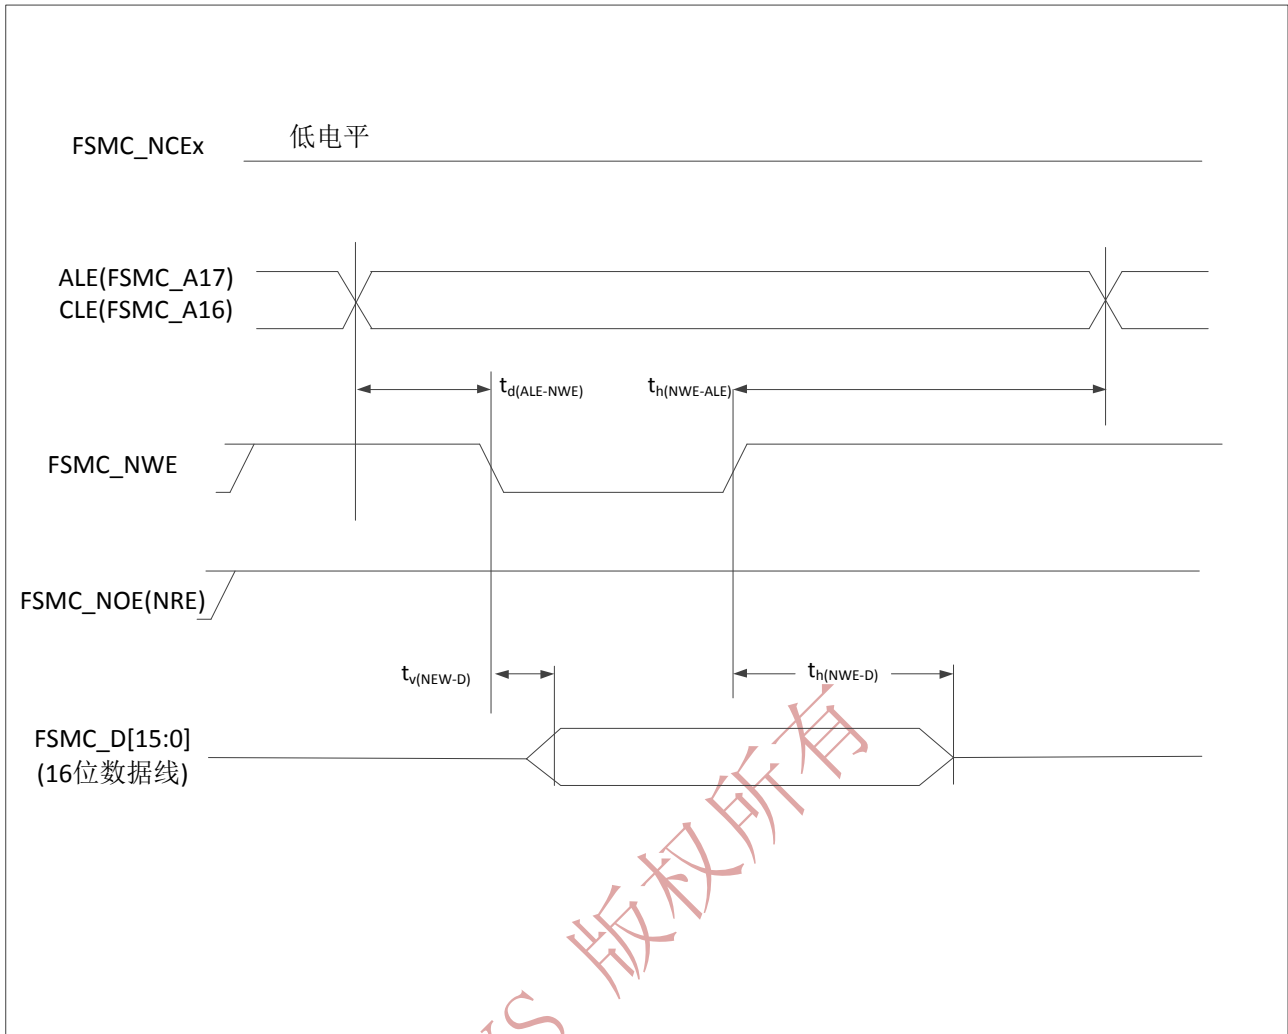 FSMC_NCEx
低电平
ALE(FSMC_A17)
CLE(FSMC_A16)
td(ALE-NWE)
th(NWE-ALE)
FSMC_NWE
FSMC_NOE(NRE)
tv(NEW-D)
th(NWE-D)
FSMC_D[15:0]
(16位数据线)
版权所有